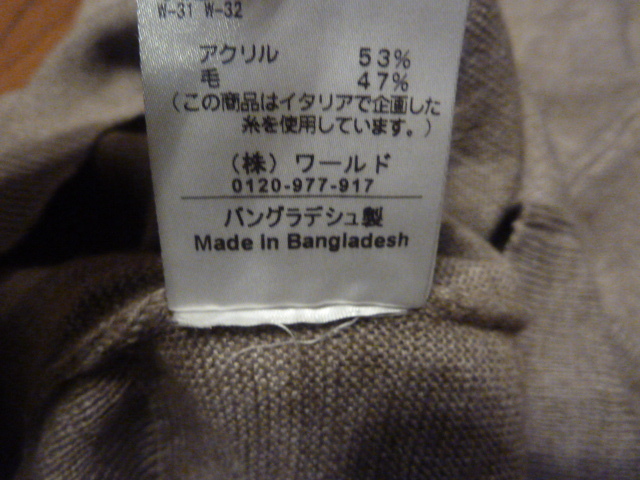 W-31 W-32
アクリル 53%
毛 47%
(この商品はイタリアで企画した
糸を使用しています。)
(株)ワールド
0120-977-917
バングラデシュ製
Made In Bangladesh